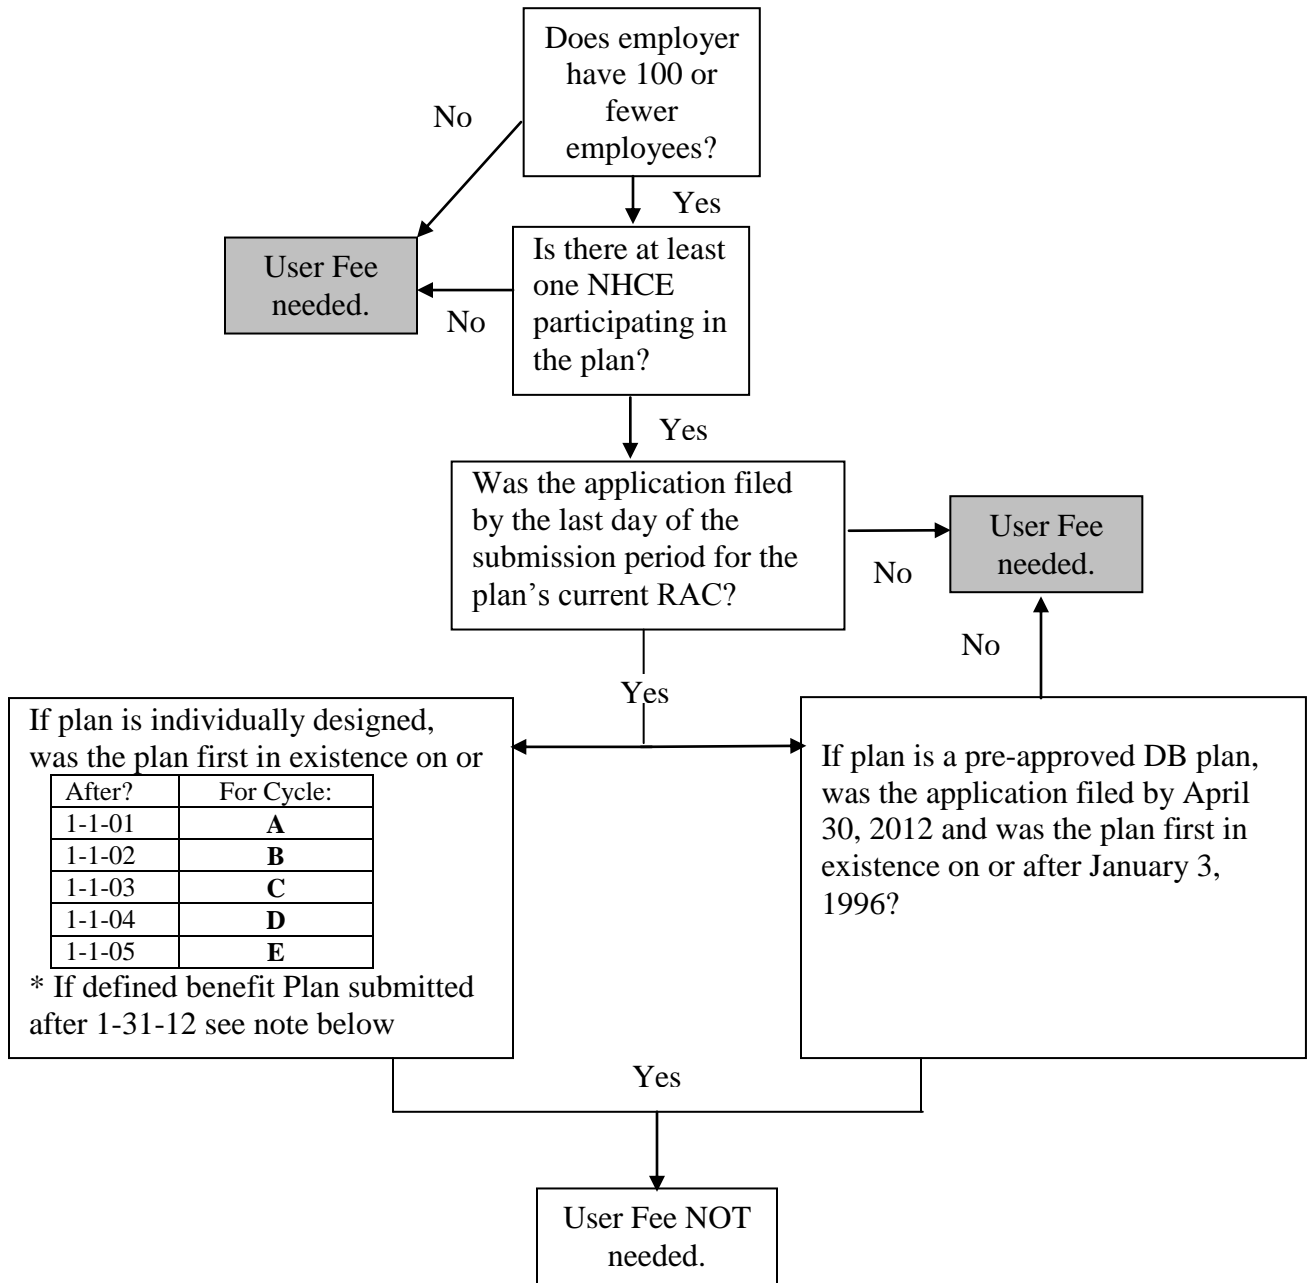 Does employer
have 100 or
fewer
employees?
No
Yes
User Fee
needed.
Is there at least
one NHCE
participating in
the plan?
No
Yes
Was the application filed
by the last day of the
submission period for the
plan's current RAC?
User Fee
needed.
No
No
Yes
If plan is individually designed,
was the plan first in existence on or
After? For Cycle:
1-1-01 A
1-1-02 B
1-1-03 C
1-1-04 D
1-1-05 E
* If defined benefit Plan submitted
after 1-31-12 see note below
If plan is a pre-approved DB plan,
was the application filed by April
30, 2012 and was the plan first in
existence on or after January 3,
1996?
Yes
User Fee NOT
needed.